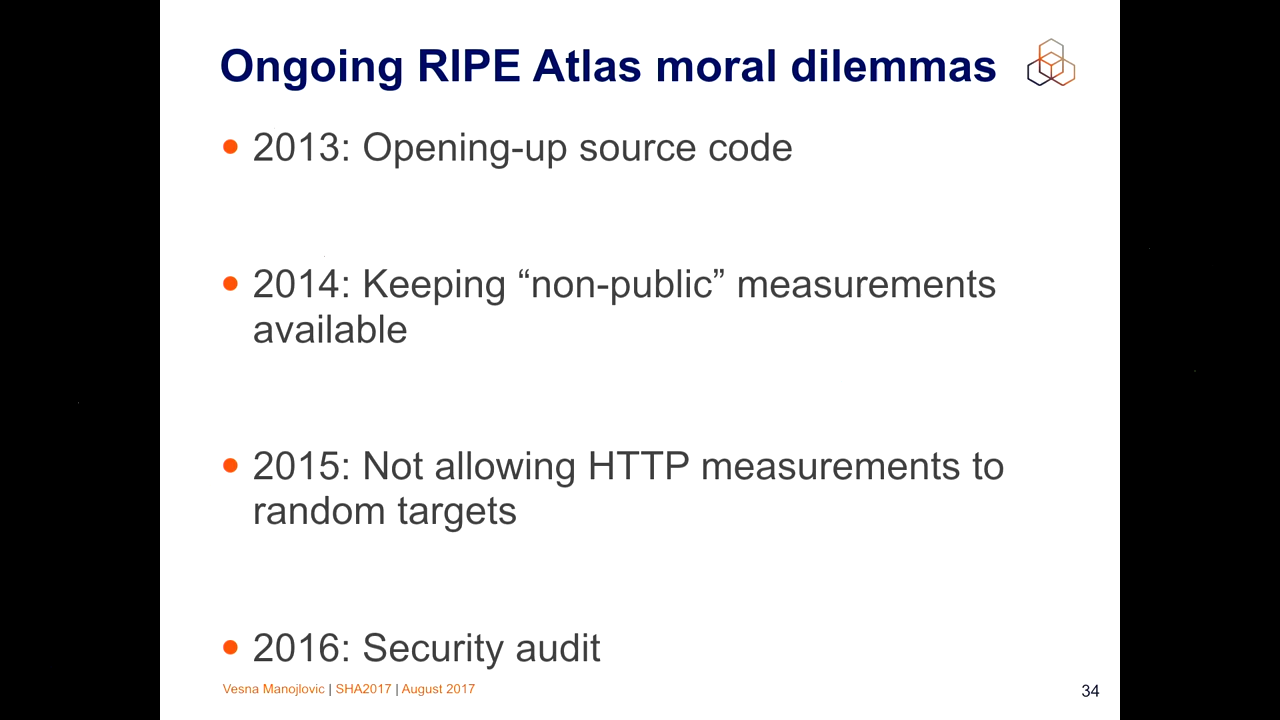 Ongoing RIPE Atlas moral dilemmas
• 2013: Opening-up source code
• 2014: Keeping “non-public” measurements
available
• 2015: Not allowing HTTP measurements to
random targets
• 2016: Security audit
Vesna Manojlovic | SHA2017 | August 2017
34